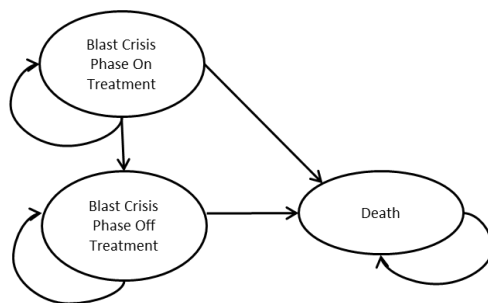 Blast Crisis
Phase On
Treatment
Blast Crisis
Phase Off
Treatment
Death